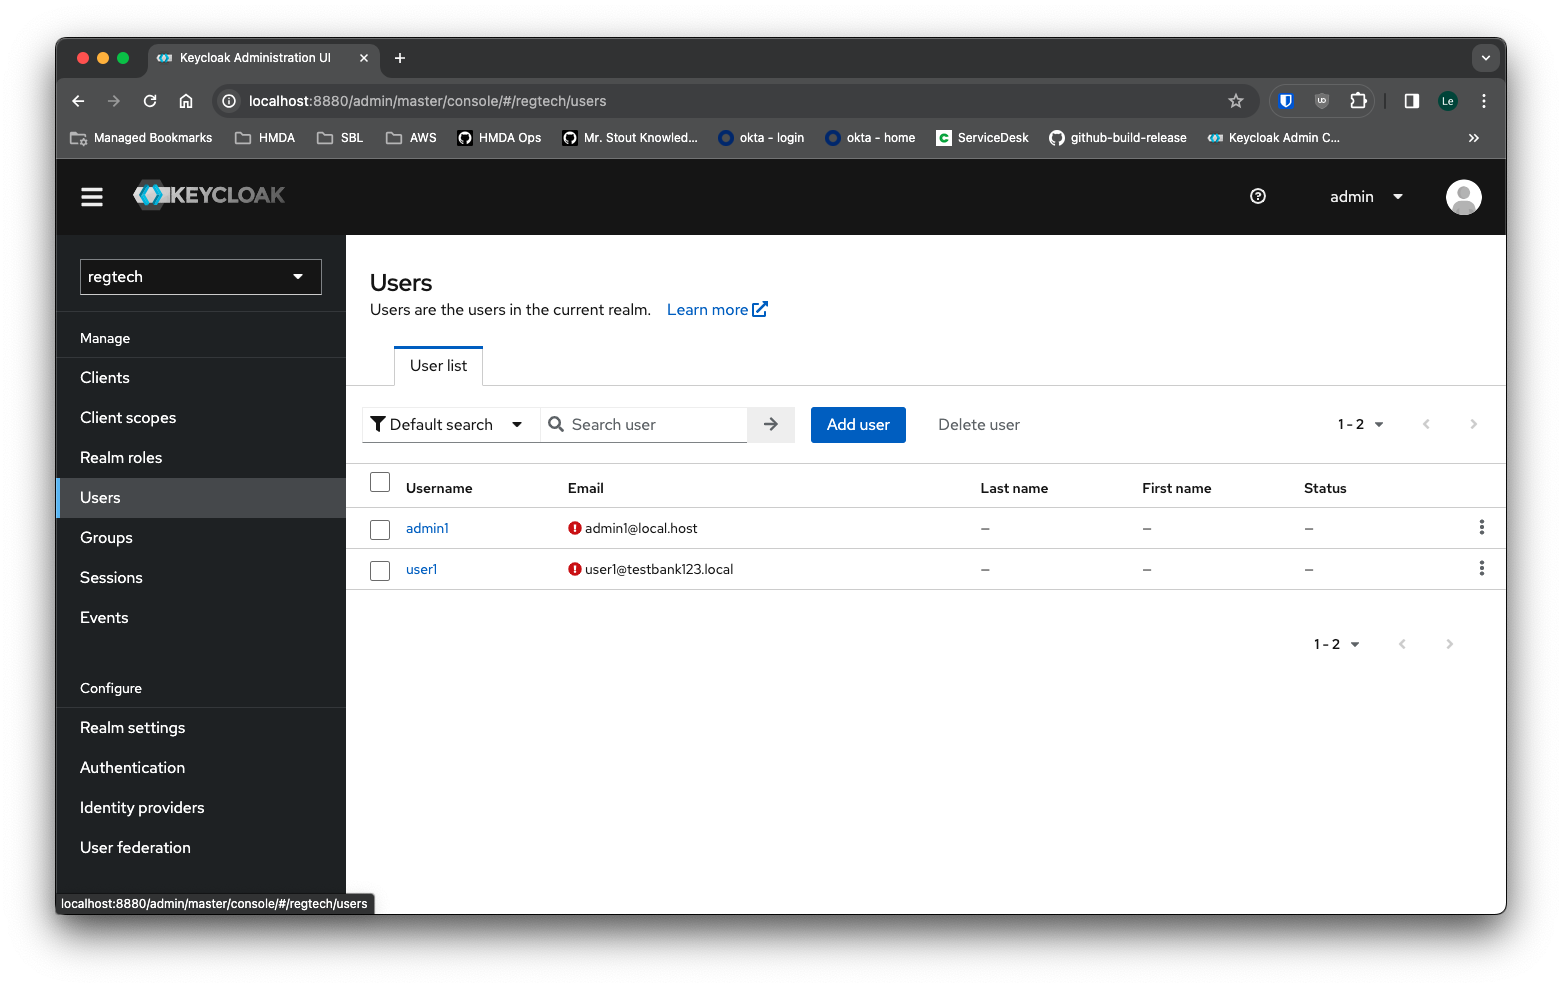 Keycloak Administration UI
localhost:8880/admin/master/console/#/regtech/users
UD
Le
Managed Bookmarks HMDA SBL AWS HMDA Ops Mr. Stout Knowled... okta - login okta - home ServiceDesk github-build-release Keycloak Admin C... »
KEYCLOAK
admin
regtech
Manage
Clients
Client scopes
Realm roles
Users
Groups
Sessions
Events
Configure
Realm settings
Authentication
Identity providers
User federation
localhost:8880/admin/master/console/#/regtech/users
Users
Users are the users in the current realm. Learn more
User list
Default search Search user Add user Delete user 1 - 2
Username Email Last name First name Status
admin1 admin1@local.host – – –
user1 user1@testbank123.local – – –
1 - 2